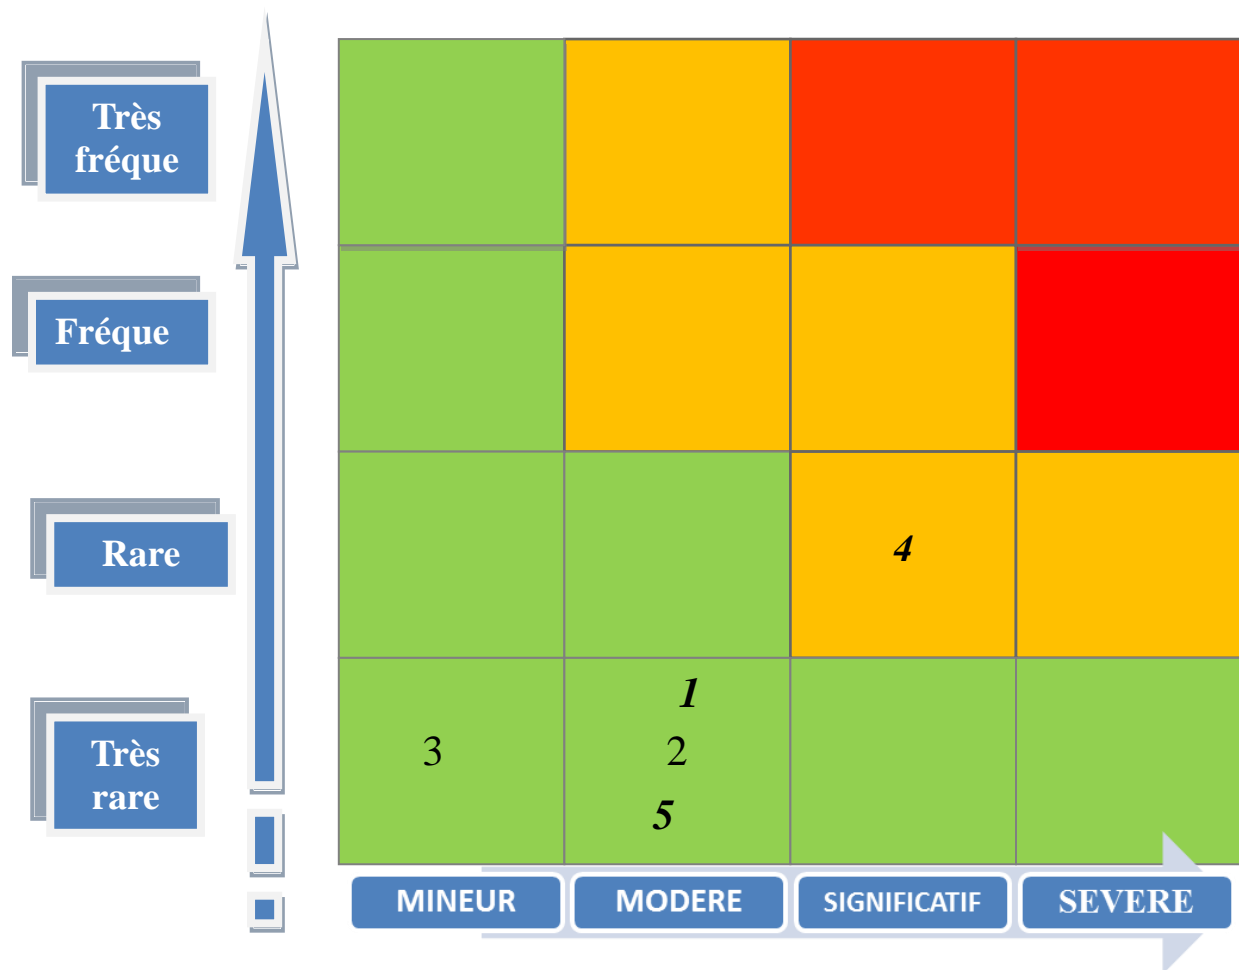 Très
fréque
Fréque
Rare
4
Très
rare
3
1
2
5
MINEUR
MODERE
SIGNIFICATIF
SEVERE